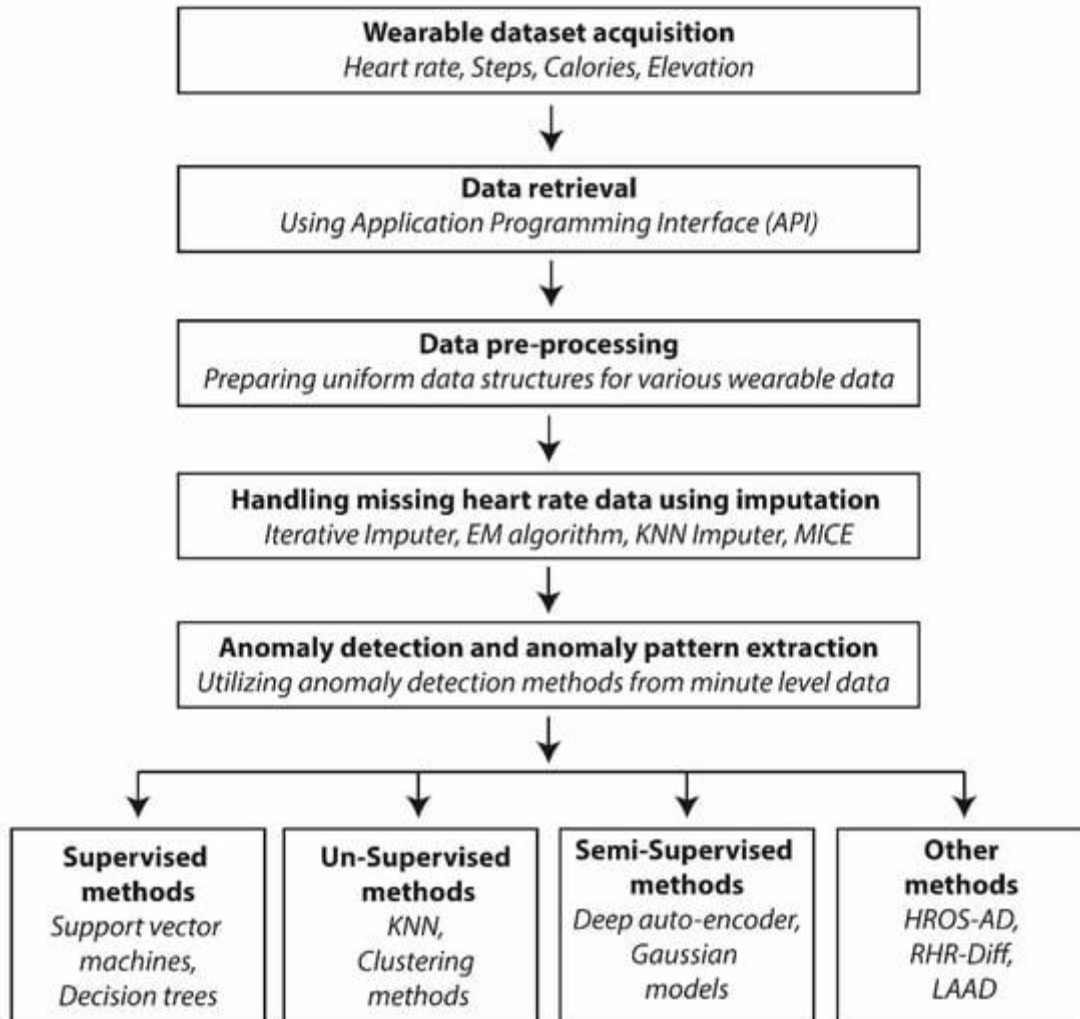 Wearable dataset acquisition
Heart rate, Steps, Calories, Elevation
Data retrieval
Using Application Programming Interface (API)
Data pre-processing
Preparing uniform data structures for various wearable data
Handling missing heart rate data using imputation
Iterative Imputer, EM algorithm, KNN Imputer, MICE
Anomaly detection and anomaly pattern extraction
Utilizing anomaly detection methods from minute level data
Supervised
methods
Support vector
machines,
Decision trees
Un-Supervised
methods
KNN,
Clustering
methods
Semi-Supervised
methods
Deep auto-encoder,
Gaussian
models
Other
methods
HROS-AD,
RHR-Diff,
LAAD